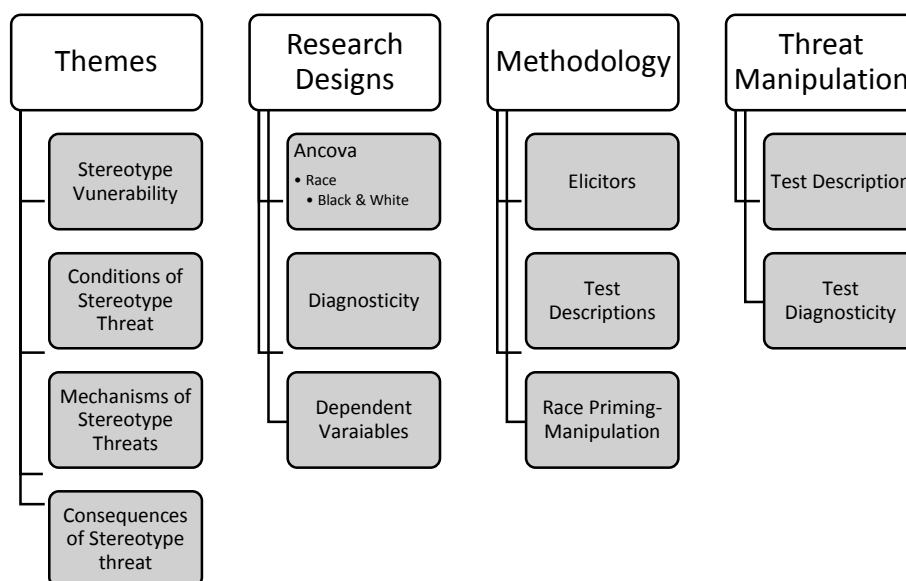 Themes
Stereotype
Vunerability
Conditions of
Stereotype
Threat
Mechanisms of
Stereotype
Threats
Consequences
of Stereotype
threat
Research
Designs
Ancova
• Race
• Black & White
Diagnosticity
Dependent
Varaiables
Methodology
Elicitors
Test
Descriptions
Race Priming-
Manipulation
Threat
Manipulation
Test Description
Test
Diagnosticity